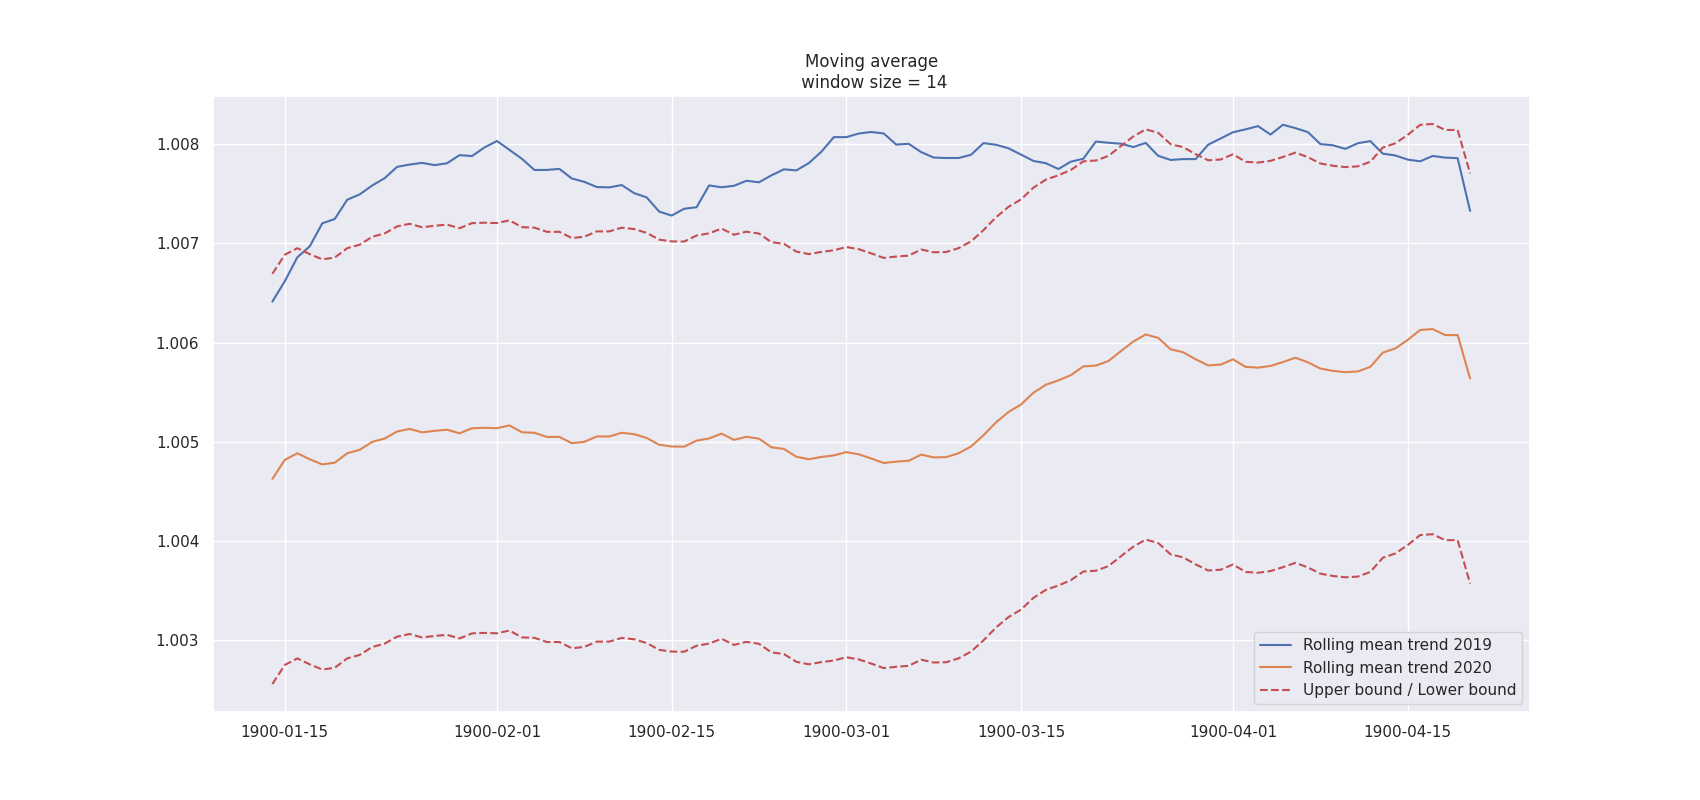 Moving average
window size = 14
1.008
1.007
1.006
1.005
1.004
1.003
Rolling mean trend 2019
Rolling mean trend 2020
Upper bound / Lower bound
1900-01-15 1900-02-01 1900-02-15 1900-03-01 1900-03-15 1900-04-01 1900-04-15